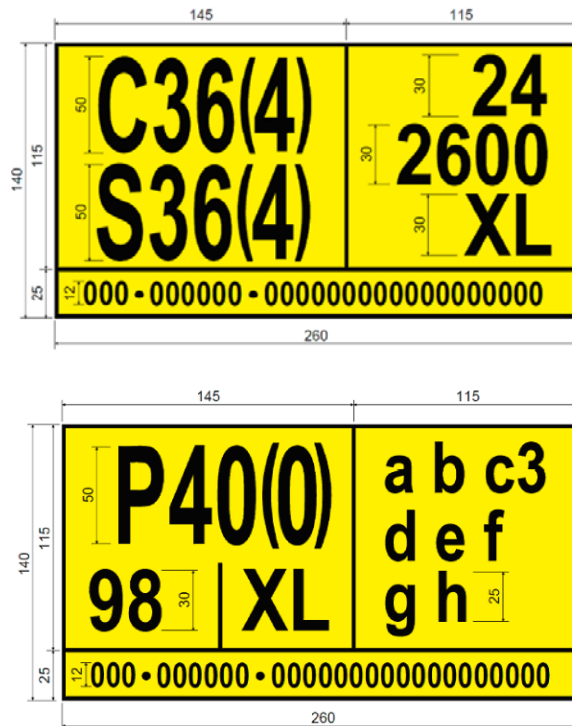 145 115
50 C36(4) 30 24
30 2600
50 S36(4) 30 XL
140 115
25 12 000-000000-000000000000000000
260
145 115
50 P40(0) a b c3
d e f
98 30 XL g h 25
140 115
25 12 000•000000•000000000000000000
260